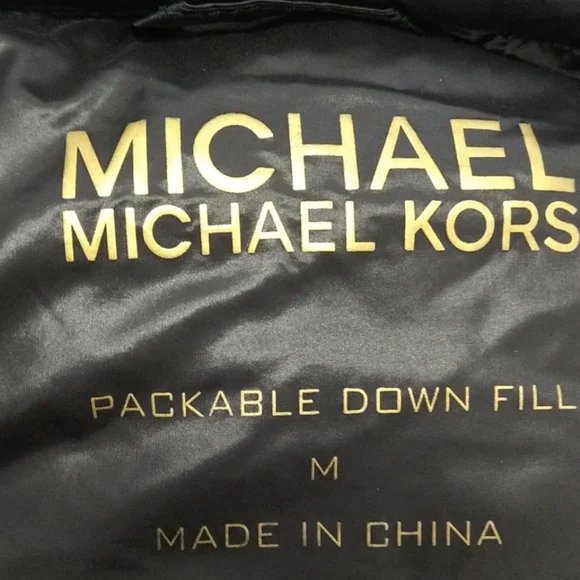 MICHAEL
MICHAEL KORS
PACKABLE DOWN FILL
M
MADE IN CHINA